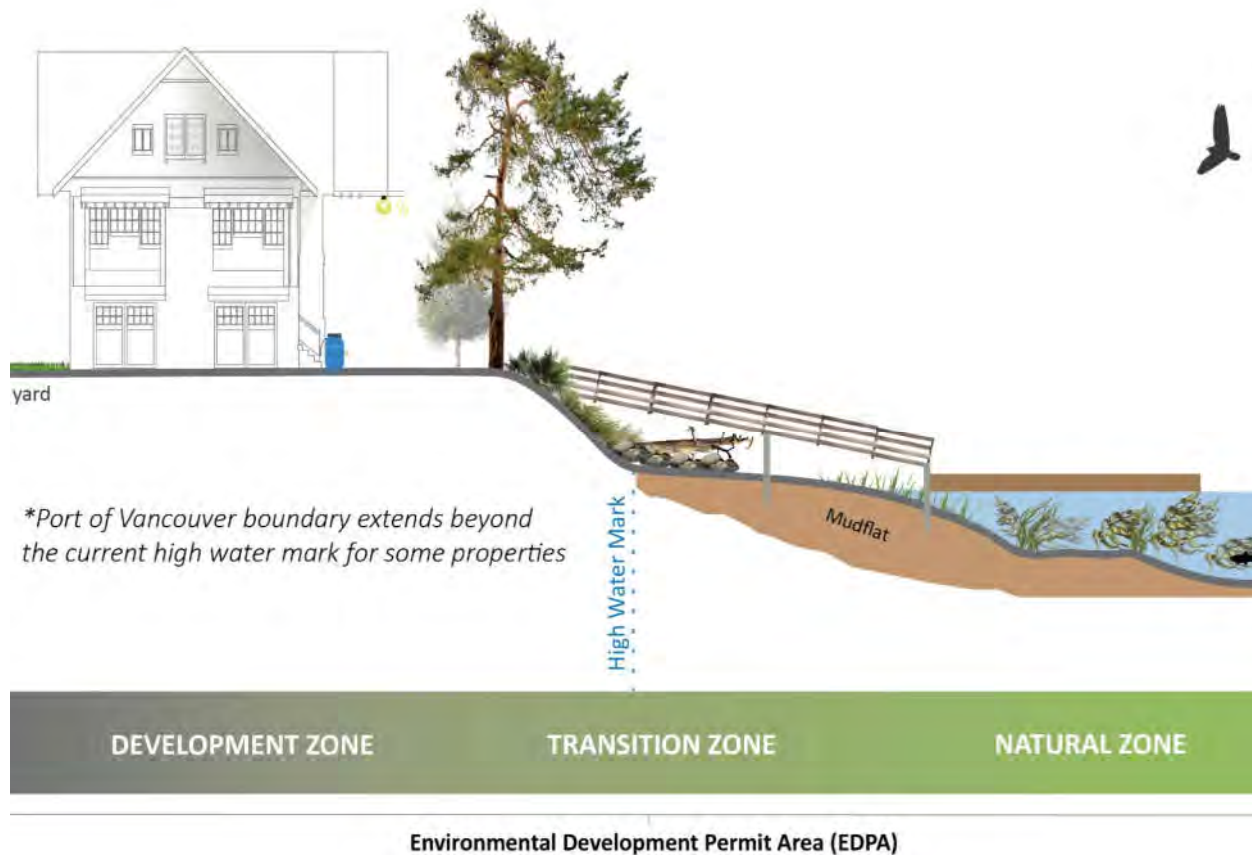 yard
*Port of Vancouver boundary extends beyond
the current high water mark for some properties
High Water Mark
Mudflat
DEVELOPMENT ZONE
TRANSITION ZONE
NATURAL ZONE
Environmental Development Permit Area (EDPA)